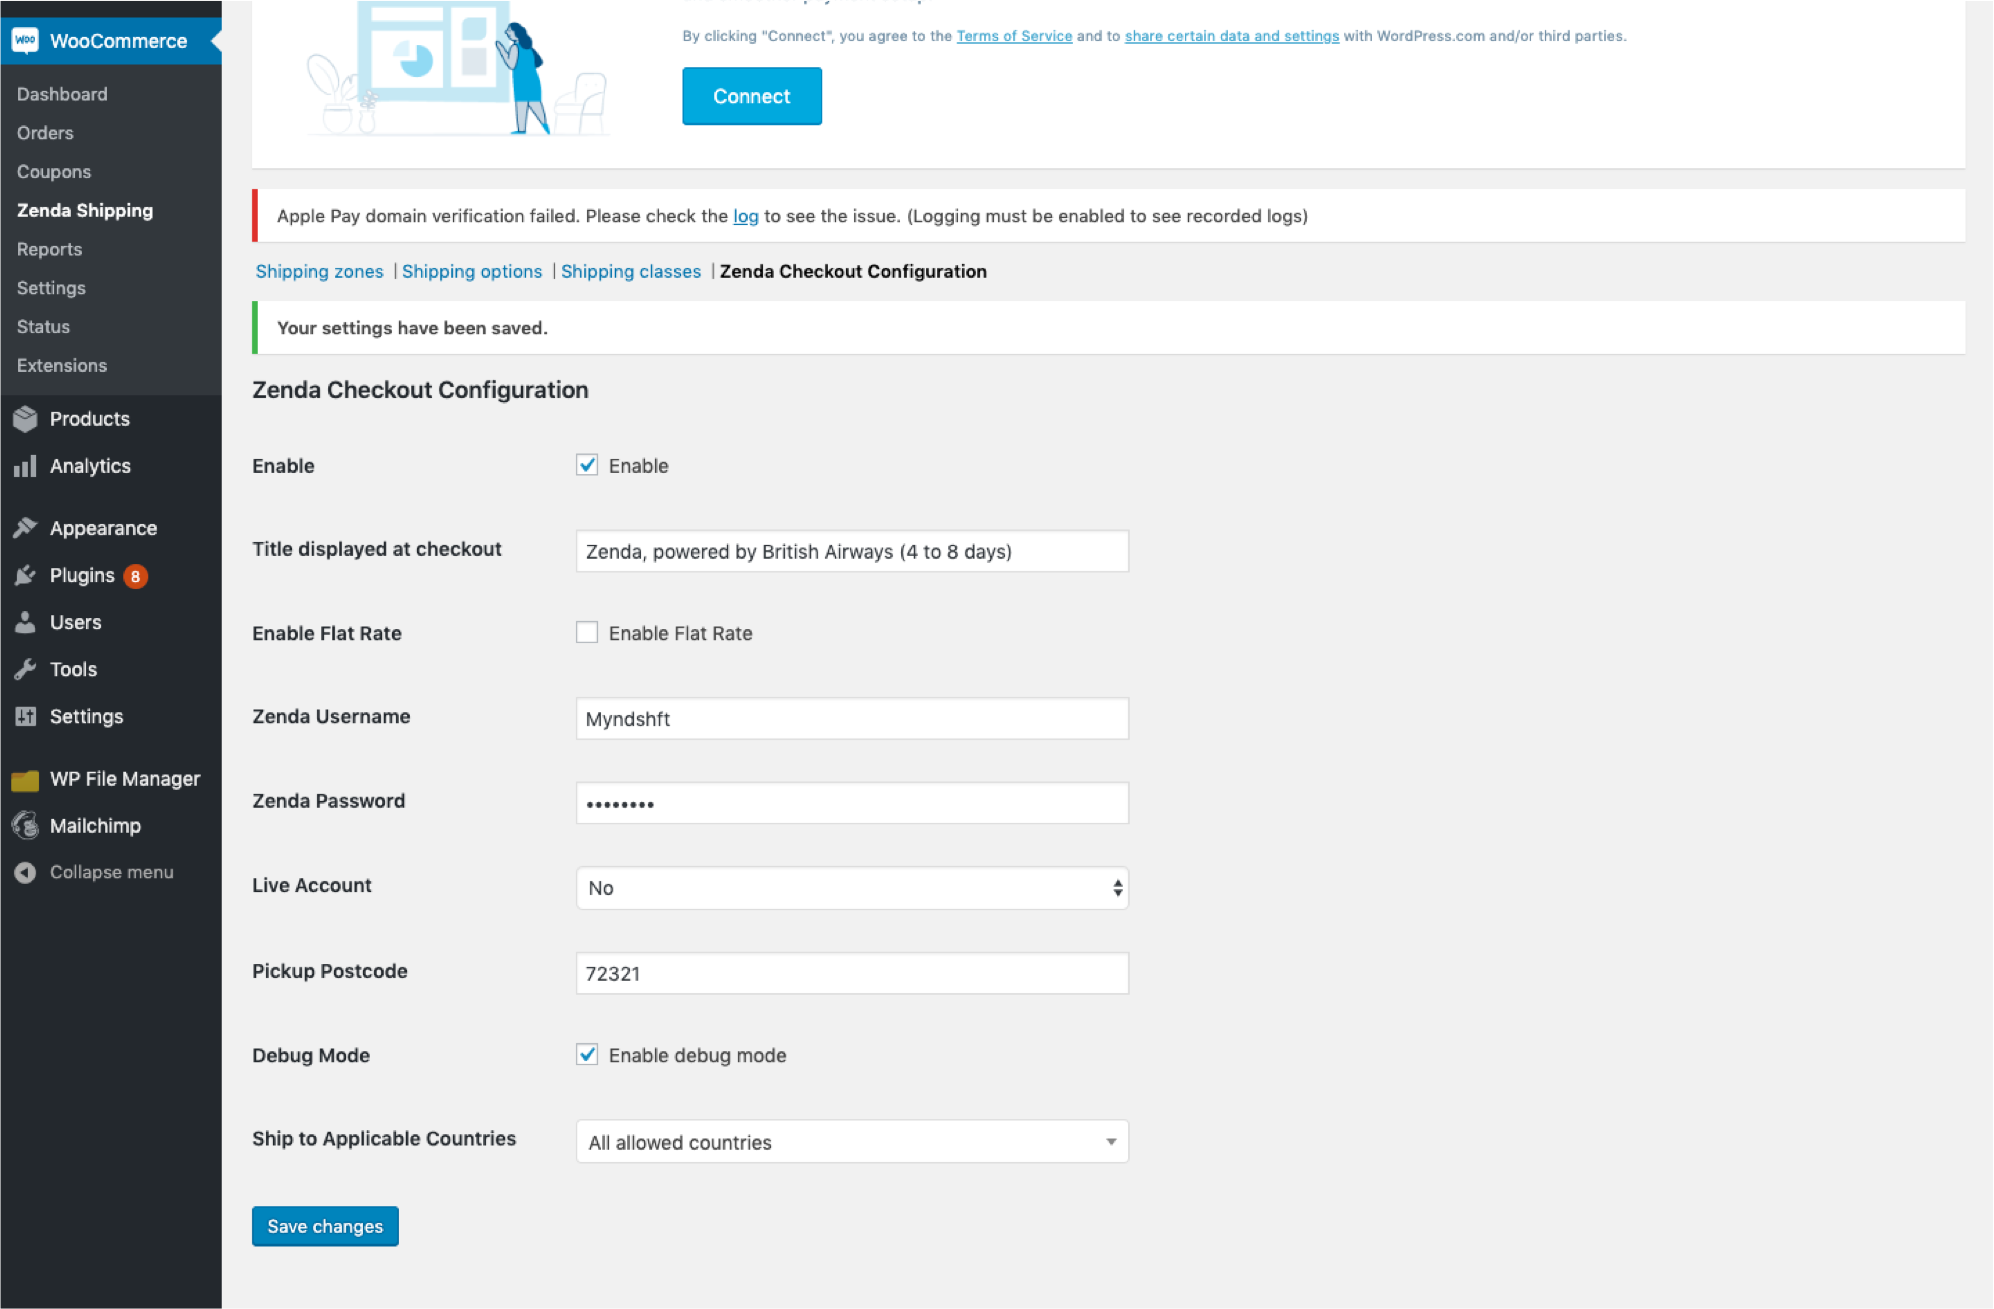 WooCommerce
Dashboard
Orders
Coupons
Zenda Shipping
Reports
Settings
Status
Extensions
Products
Analytics
Appearance
Plugins 8
Users
Tools
Settings
WP File Manager
Mailchimp
Collapse menu
By clicking "Connect", you agree to the Terms of Service and to share certain data and settings with WordPress.com and/or third parties.
Connect
Apple Pay domain verification failed. Please check the log to see the issue. (Logging must be enabled to see recorded logs)
Shipping zones | Shipping options | Shipping classes | Zenda Checkout Configuration
Your settings have been saved.
Zenda Checkout Configuration
Enable Enable
Title displayed at checkout Zenda, powered by British Airways (4 to 8 days)
Enable Flat Rate Enable Flat Rate
Zenda Username Myndshft
Zenda Password ••••••••
Live Account No
Pickup Postcode 72321
Debug Mode Enable debug mode
Ship to Applicable Countries All allowed countries
Save changes